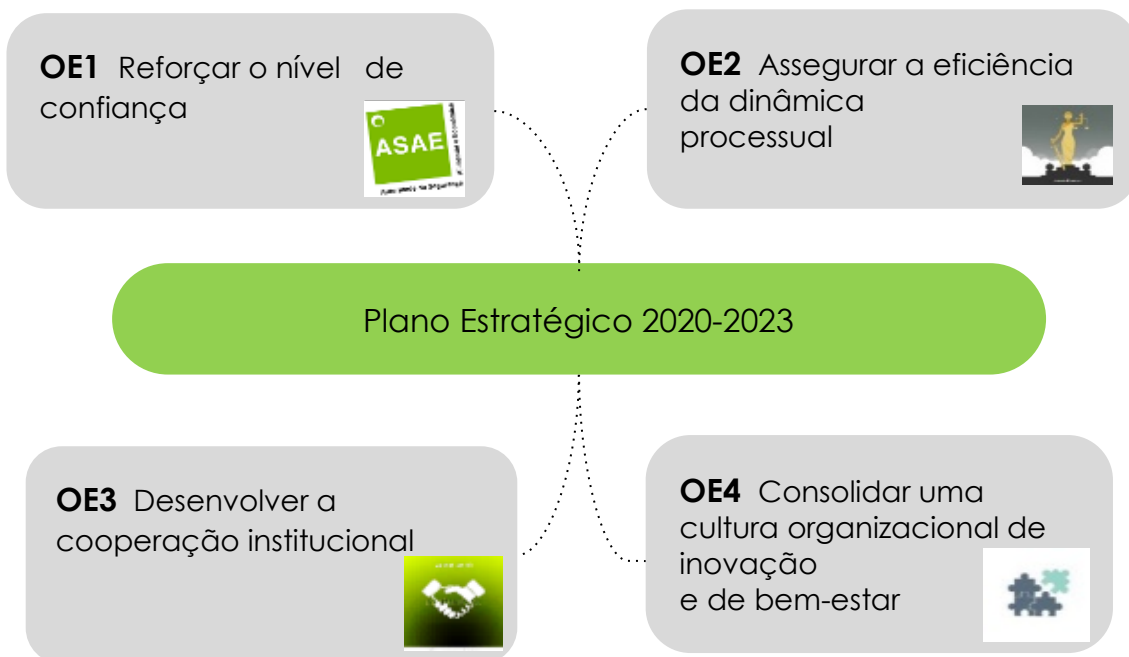 OE1 Reforçar o nível de
confiança
ASAE
OE2 Assegurar a eficiência
da dinâmica
processual
Plano Estratégico 2020-2023
OE3 Desenvolver a
cooperação institucional
OE4 Consolidar uma
cultura organizacional de
inovação
e de bem-estar